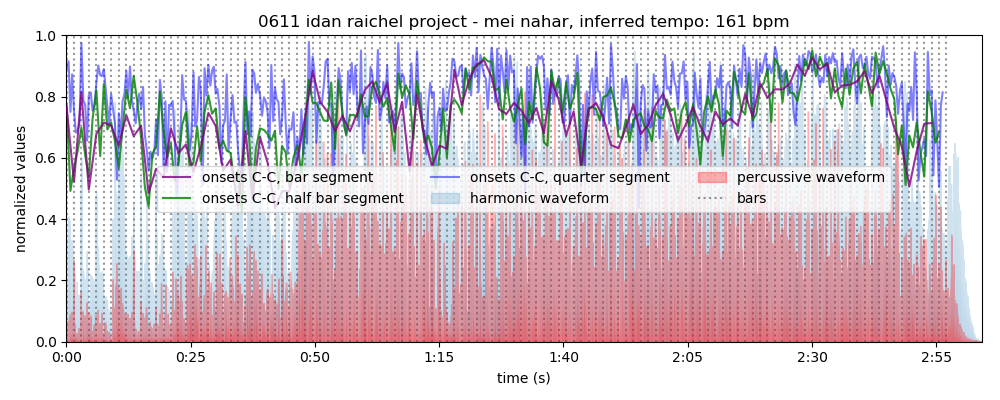 0611 idan raichel project - mei nahar, inferred tempo: 161 bpm
1.0
0.8
0.6
0.4
0.2
0.0
normalized values
onsets C-C, bar segment
onsets C-C, half bar segment
onsets C-C, quarter segment
harmonic waveform
percussive waveform
bars
0:00 0:25 0:50 1:15 1:40 2:05 2:30 2:55
time (s)